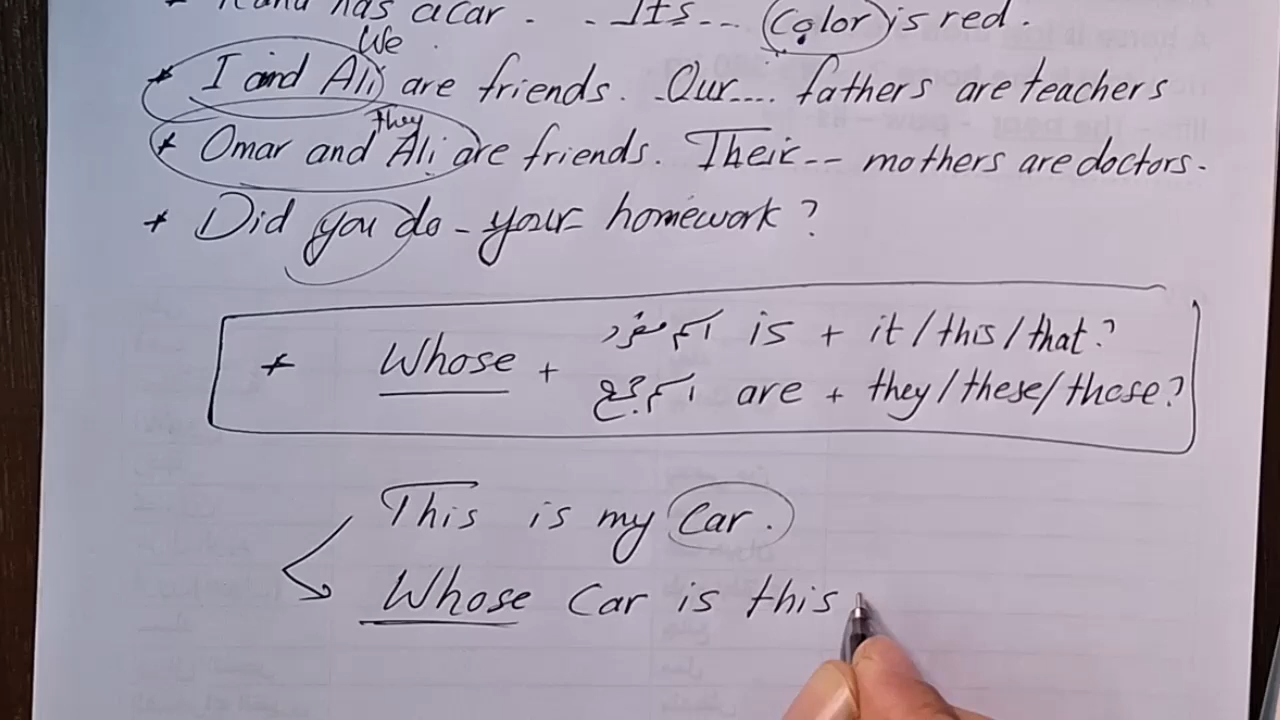 has a car. Its... color is red.
We
* I and Ali are friends. Our.... fathers are teachers
they
* Omar and Ali are friends. Their-- mothers are doctors.
+ Did you do - your homework?
+ Whose + اسم مفرد is + it/this/that?
اسم جمع are + they/these/those?
This is my Car.
Whose Car is this